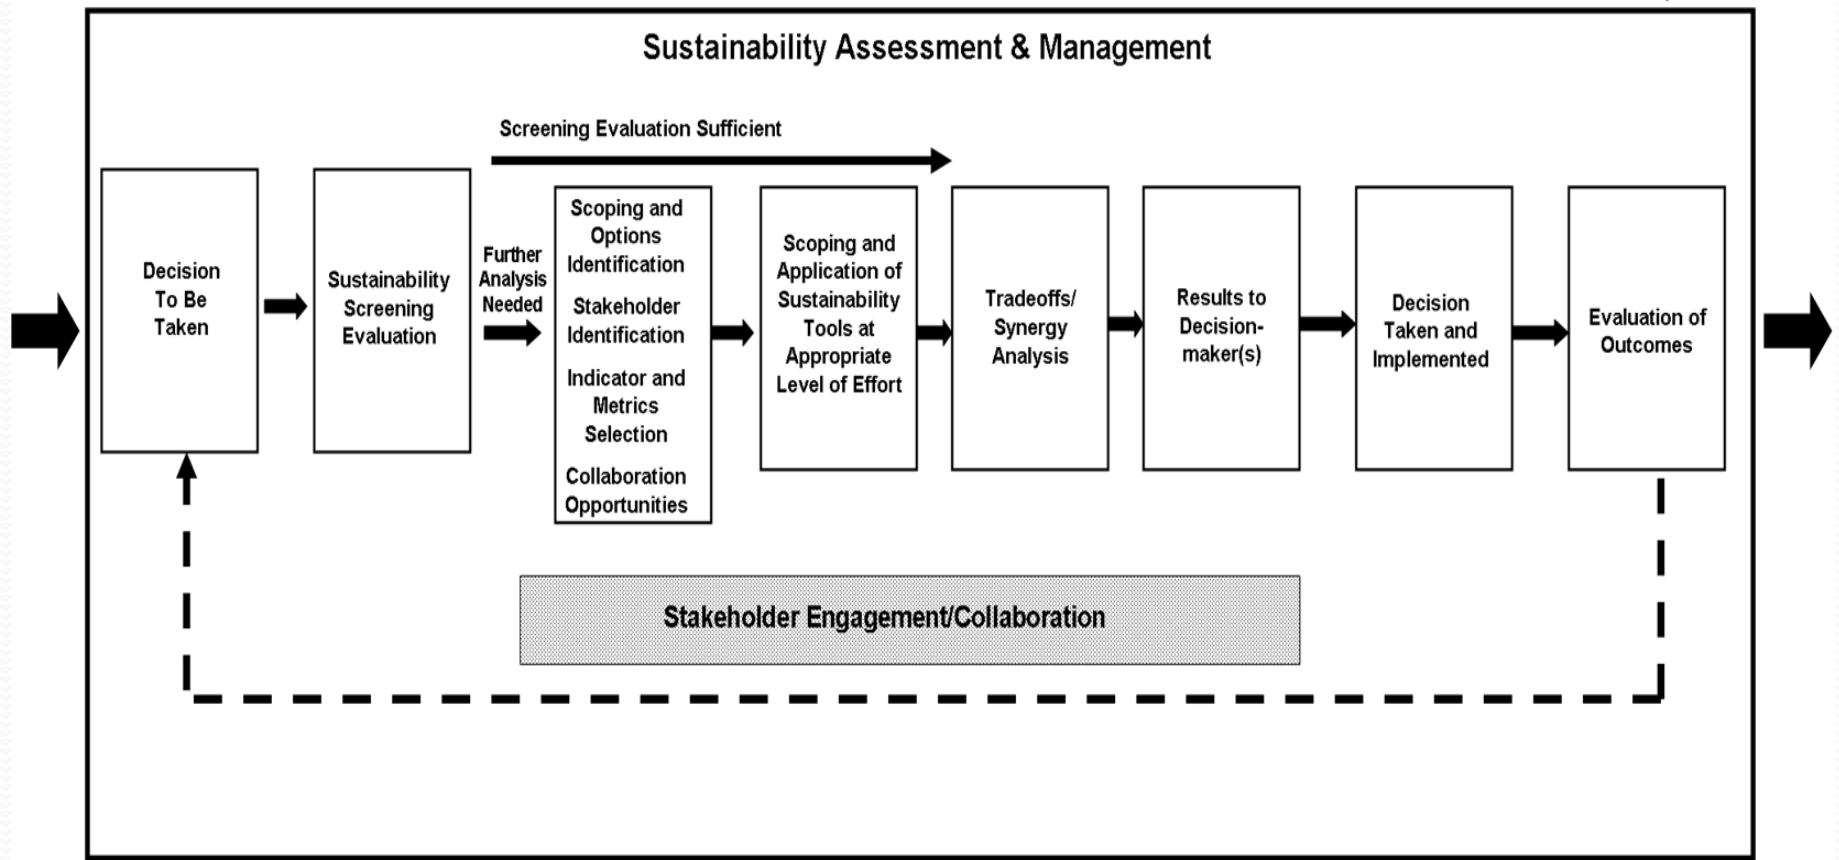 Sustainability Assessment & Management
Screening Evaluation Sufficient
Decision
To Be
Taken
Sustainability
Screening
Evaluation
Further
Analysis
Needed
Scoping and
Options
Identification
Stakeholder
Identification
Indicator and
Metrics
Selection
Collaboration
Opportunities
Scoping and
Application of
Sustainability
Tools at
Appropriate
Level of Effort
Tradeoffs/
Synergy
Analysis
Results to
Decision-
maker(s)
Decision
Taken and
Implemented
Evaluation of
Outcomes
Stakeholder Engagement/Collaboration